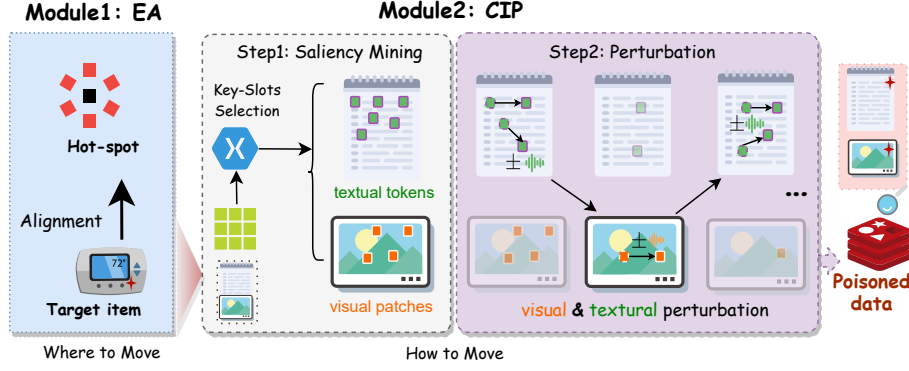 Module1: EA
Module2: CIP
Hot-spot
Alignment
72°
Target item
Where to Move
Step1: Saliency Mining
Key-Slots
Selection
X
textual tokens
visual patches
Step2: Perturbation
±
±
±
...
visual & textural perturbation
How to Move
Poisoned
data